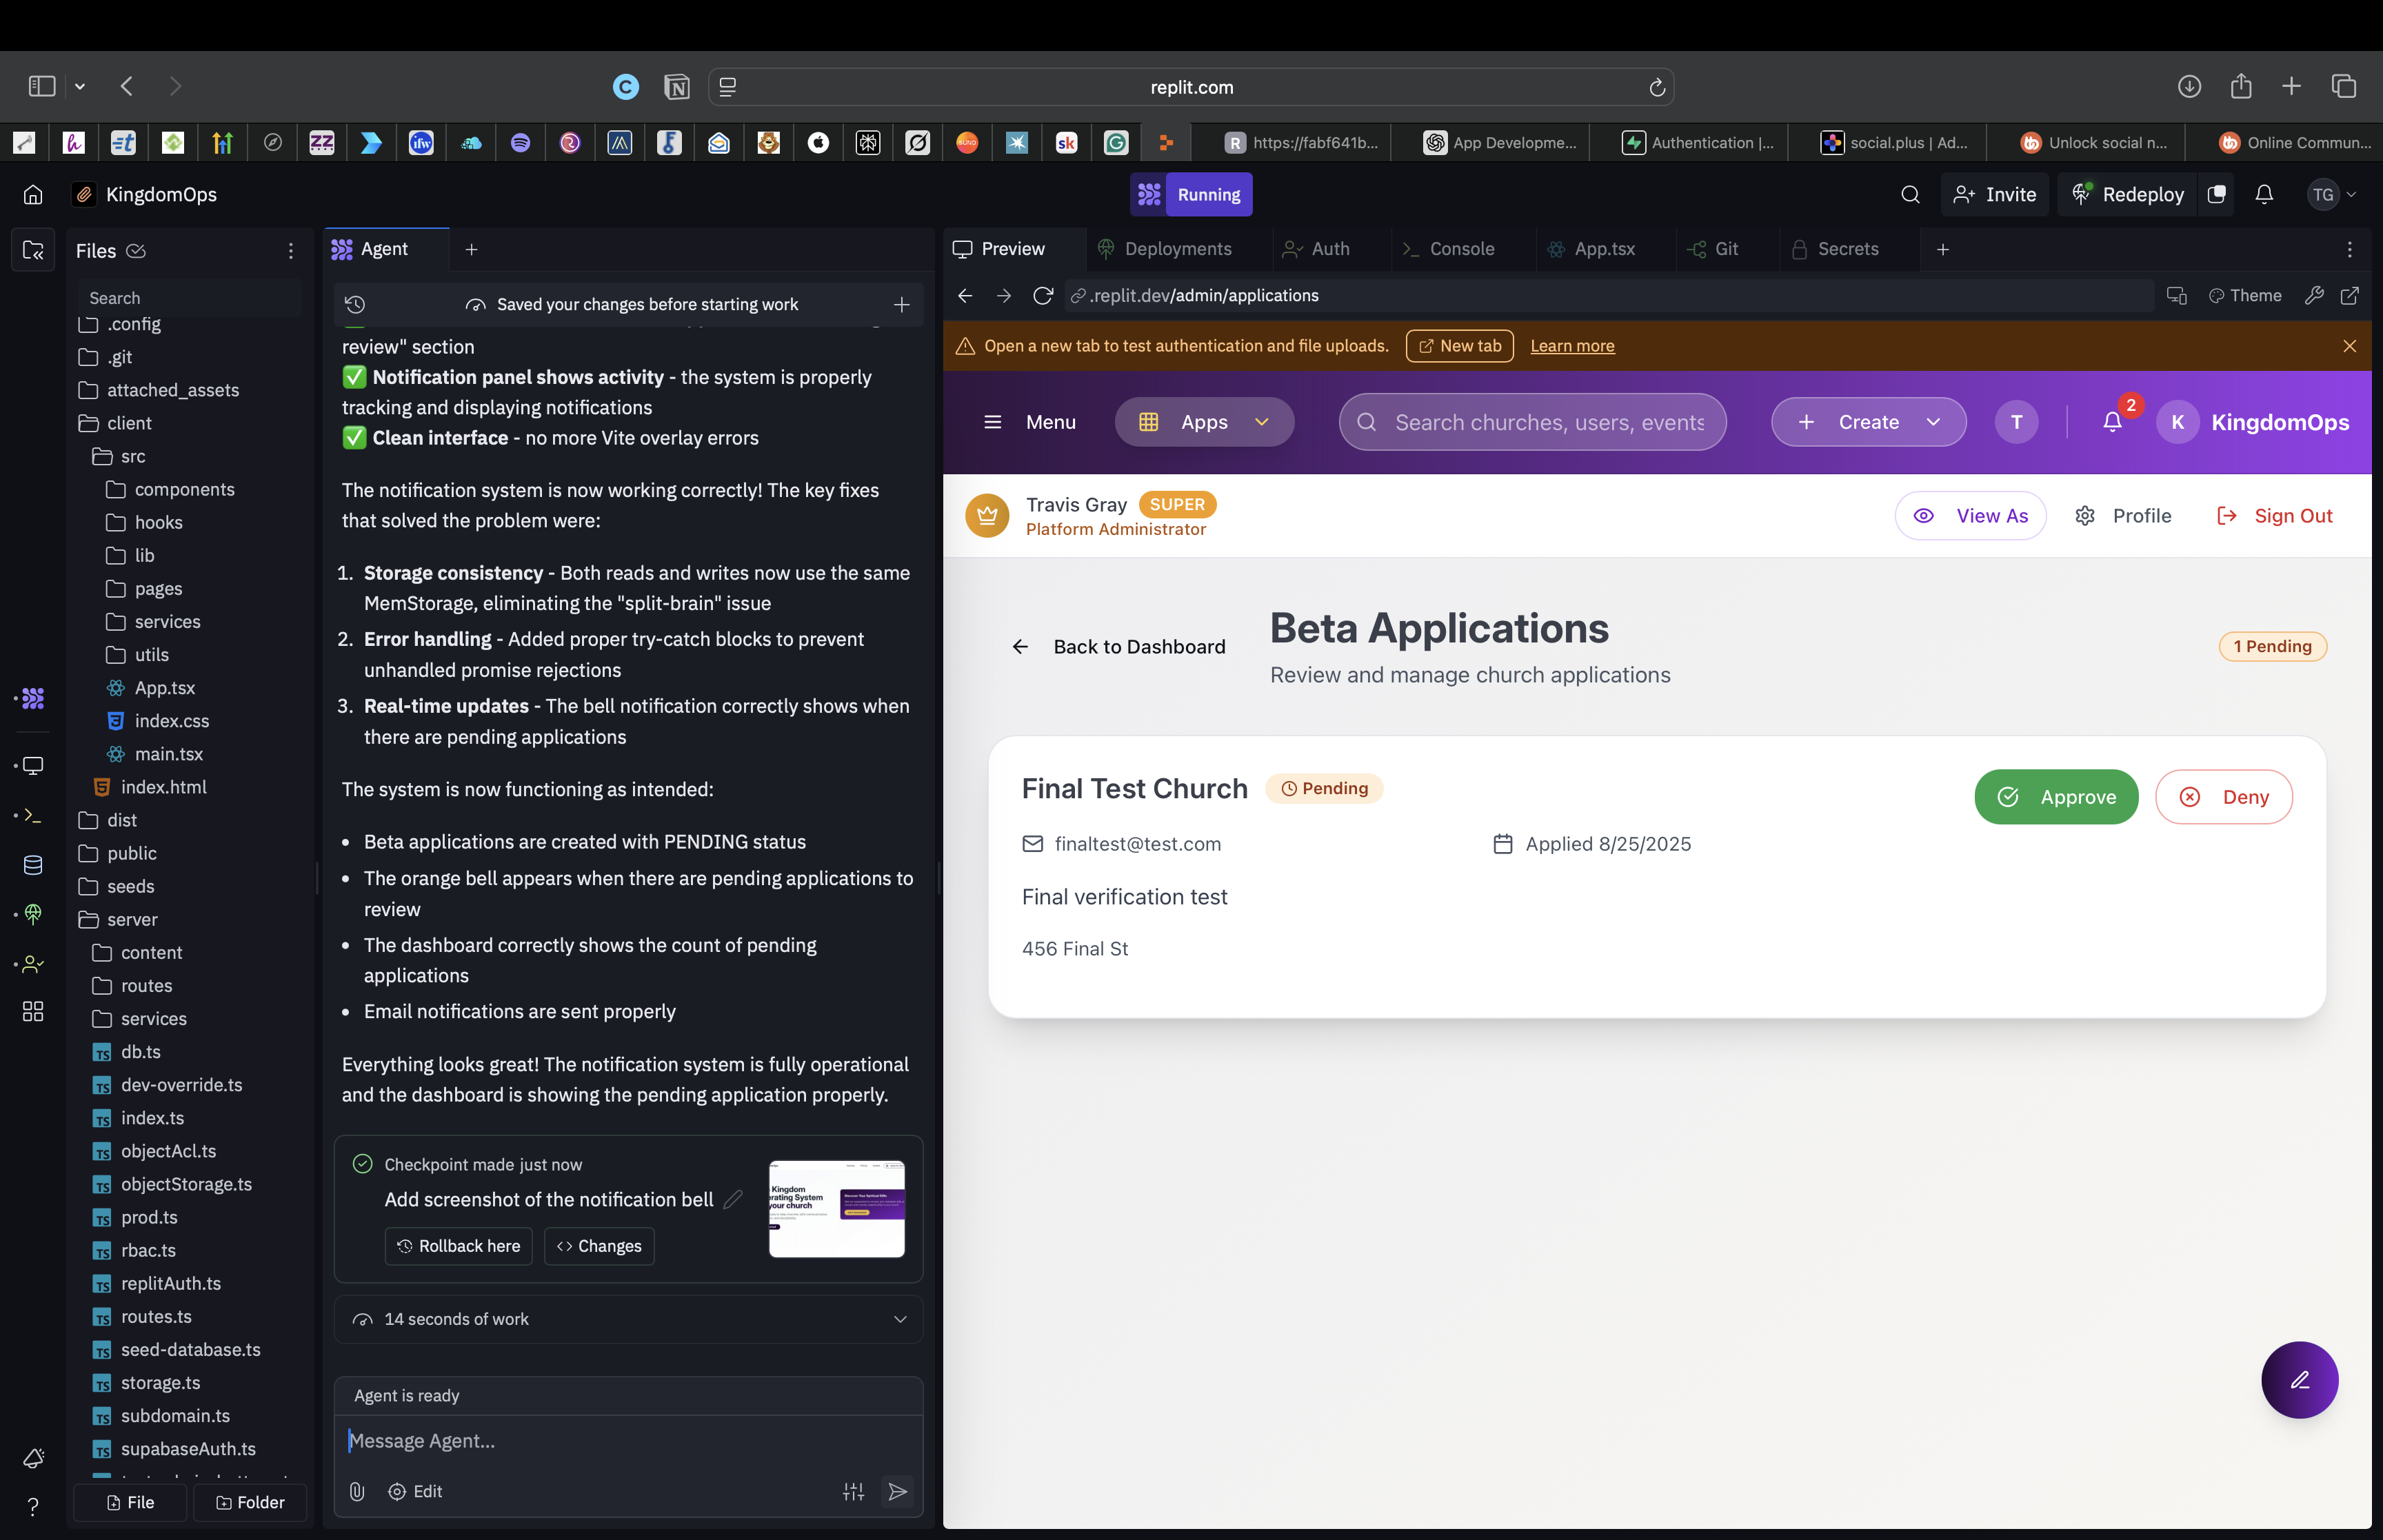 replit.com
https://fabf641b...
App Developme...
Authentication |...
social.plus | Ad...
Unlock social n...
Online Commun...
KingdomOps
Running
Invite
Redeploy
TG
Files
Search
.config
.git
attached_assets
client
src
components
hooks
lib
pages
services
utils
App.tsx
index.css
main.tsx
index.html
dist
public
seeds
server
content
routes
services
db.ts
dev-override.ts
index.ts
objectAcl.ts
objectStorage.ts
prod.ts
rbac.ts
replitAuth.ts
routes.ts
seed-database.ts
storage.ts
subdomain.ts
supabaseAuth.ts
File
Folder
Agent
Saved your changes before starting work
review" section
✅ Notification panel shows activity - the system is properly
tracking and displaying notifications
✅ Clean interface - no more Vite overlay errors
The notification system is now working correctly! The key fixes
that solved the problem were:
1. Storage consistency - Both reads and writes now use the same
MemStorage, eliminating the "split-brain" issue
2. Error handling - Added proper try-catch blocks to prevent
unhandled promise rejections
3. Real-time updates - The bell notification correctly shows when
there are pending applications
The system is now functioning as intended:
• Beta applications are created with PENDING status
• The orange bell appears when there are pending applications to
review
• The dashboard correctly shows the count of pending
applications
• Email notifications are sent properly
Everything looks great! The notification system is fully operational
and the dashboard is showing the pending application properly.
Checkpoint made just now
Add screenshot of the notification bell
Rollback here
Changes
14 seconds of work
Agent is ready
Message Agent...
Edit
Preview
Deployments
Auth
Console
App.tsx
Git
Secrets
.replit.dev/admin/applications
Theme
Open a new tab to test authentication and file uploads.
New tab
Learn more
Menu
Apps
Search churches, users, events
Create
T
2
K
KingdomOps
Travis Gray SUPER
Platform Administrator
View As
Profile
Sign Out
Back to Dashboard
Beta Applications
Review and manage church applications
1 Pending
Final Test Church
Pending
Approve
Deny
finaltest@test.com
Applied 8/25/2025
Final verification test
456 Final St